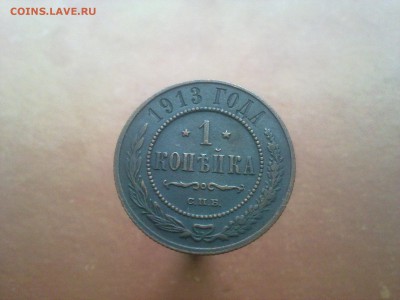 COINS.LAVE.RU
1913 ГОДА
* 1 *
КОПѢЙКА
С.П.Б.